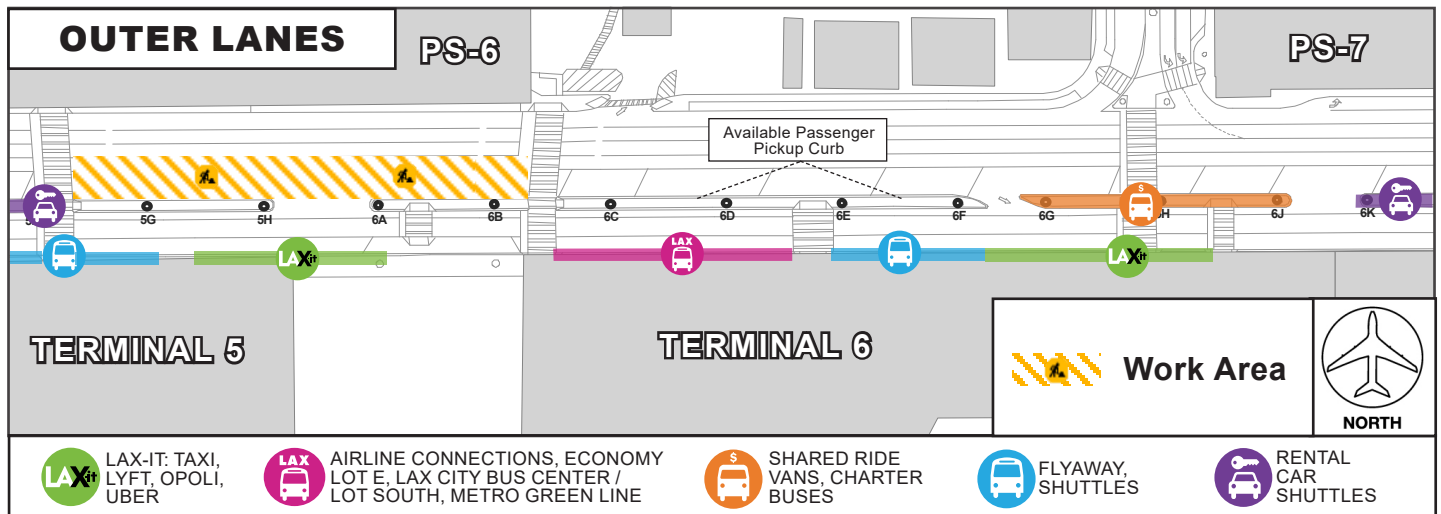 OUTER LANES
PS-6
PS-7
Available Passenger
Pickup Curb
5G
5H
6A
6B
6C
6D
6E
6F
6G
$
6J
6K
LAXit
LAX
LAXit
TERMINAL 5
TERMINAL 6
Work Area
NORTH
LAXit
LAX-IT: TAXI,
LYFT, OPOLI,
UBER
LAX
AIRLINE CONNECTIONS, ECONOMY
LOT E, LAX CITY BUS CENTER /
LOT SOUTH, METRO GREEN LINE
$
SHARED RIDE
VANS, CHARTER
BUSES
FLYAWAY,
SHUTTLES
RENTAL
CAR
SHUTTLES